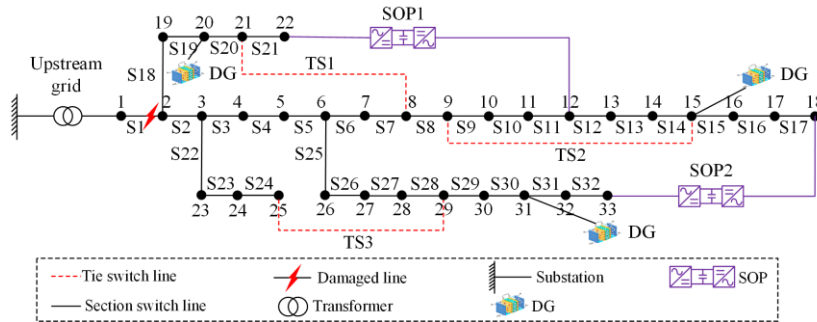 SOP1
19 20 21 22
S19 S20 S21
DG
TS1
Upstream
grid
S18
DG
1 2 3 4 5 6 7 8 9 10 11 12 13 14 15 16 17 18
S1 S2 S3 S4 S5 S6 S7 S8 S9 S10 S11 S12 S13 S14 S15 S16 S17
TS2
S22 S25
SOP2
S23 S24 S26 S27 S28 S29 S30 S31 S32
23 24 25 26 27 28 29 30 31 32 33
TS3
DG
Tie switch line Damaged line Substation SOP
Section switch line Transformer DG